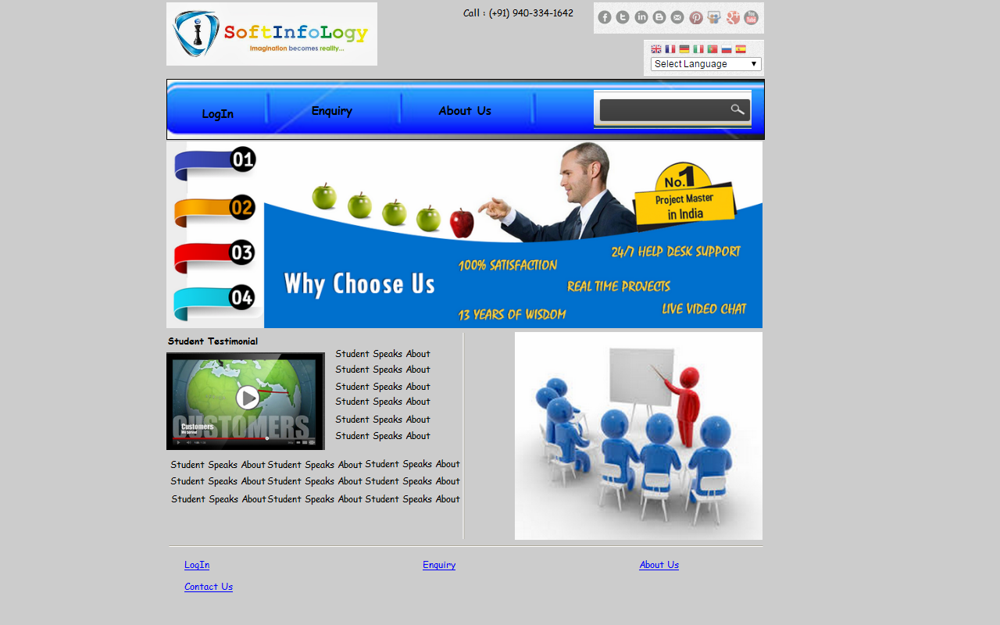 SoftInfoLogy
Imagination becomes reality...
Call : (+91) 940-334-1642
Select Language
LogIn
Enquiry
About Us
01
02
03
04
No.1
Project Master
in India
Why Choose Us
100% SATISFACTION
24/7 HELP DESK SUPPORT
REAL TIME PROJECTS
13 YEARS OF WISDOM
LIVE VIDEO CHAT
Student Testimonial
CUSTOMERS
Customers
We served
Student Speaks About
Student Speaks About
Student Speaks About
Student Speaks About
Student Speaks About
Student Speaks About
Student Speaks About Student Speaks About Student Speaks About
Student Speaks About Student Speaks About Student Speaks About
Student Speaks About Student Speaks About Student Speaks About
LogIn
Enquiry
About Us
Contact Us